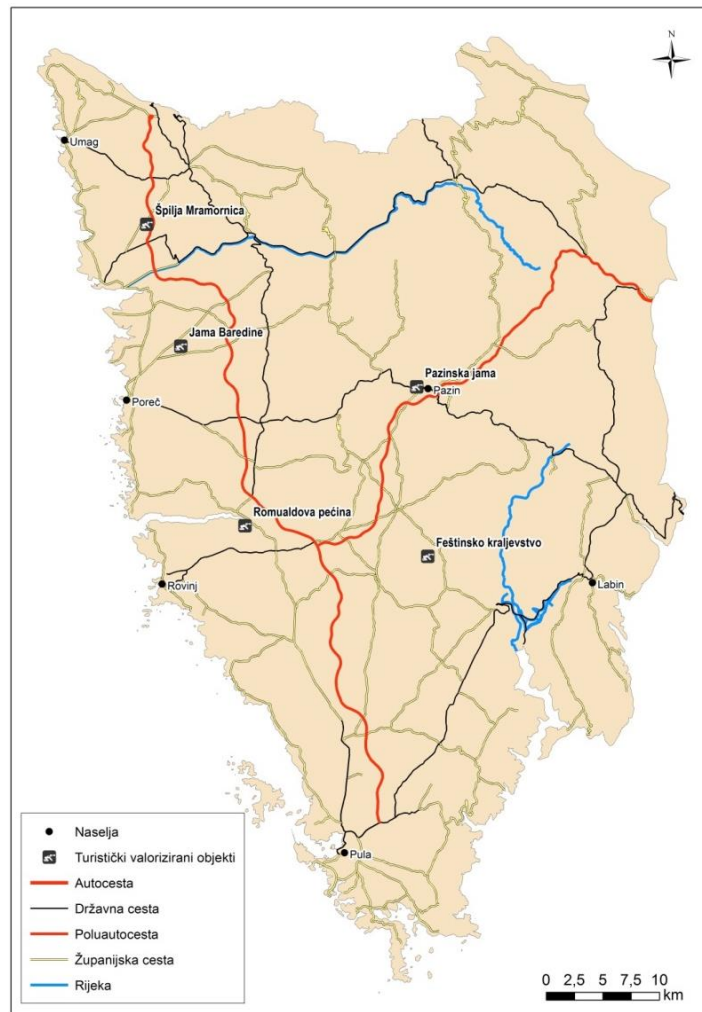 N
Umag
Špilja Mramornica
Jama Baredine
Pazinska jama
Pazin
Poreč
Romualdova pećina
Feštinsko kraljevstvo
Rovinj
Labin
Pula
Naselja
Turistički valorizirani objekti
Autocesta
Državna cesta
Poluautocesta
Županijska cesta
Rijeka
0 2,5 5 7,5 10
km